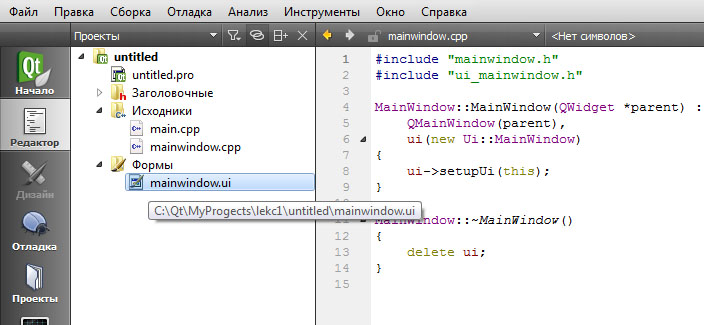 Файл Правка Сборка Отладка Анализ Инструменты Окно Справка
Проекты
mainwindow.cpp
<Нет символов>
Qt
Начало
Редактор
Дизайн
Отладка
Проекты
untitled
untitled.pro
Заголовочные
Исходники
main.cpp
mainwindow.cpp
Формы
mainwindow.ui
C:\Qt\MyProgects\lekc1\untitled\mainwindow.ui
1 #include "mainwindow.h"
2 #include "ui_mainwindow.h"
3
4 MainWindow::MainWindow(QWidget *parent) :
5 QMainWindow(parent),
6 ui(new Ui::MainWindow)
7 {
8 ui->setupUi(this);
9 }
10
MainWindow::~MainWindow()
12 {
13 delete ui;
14 }
15